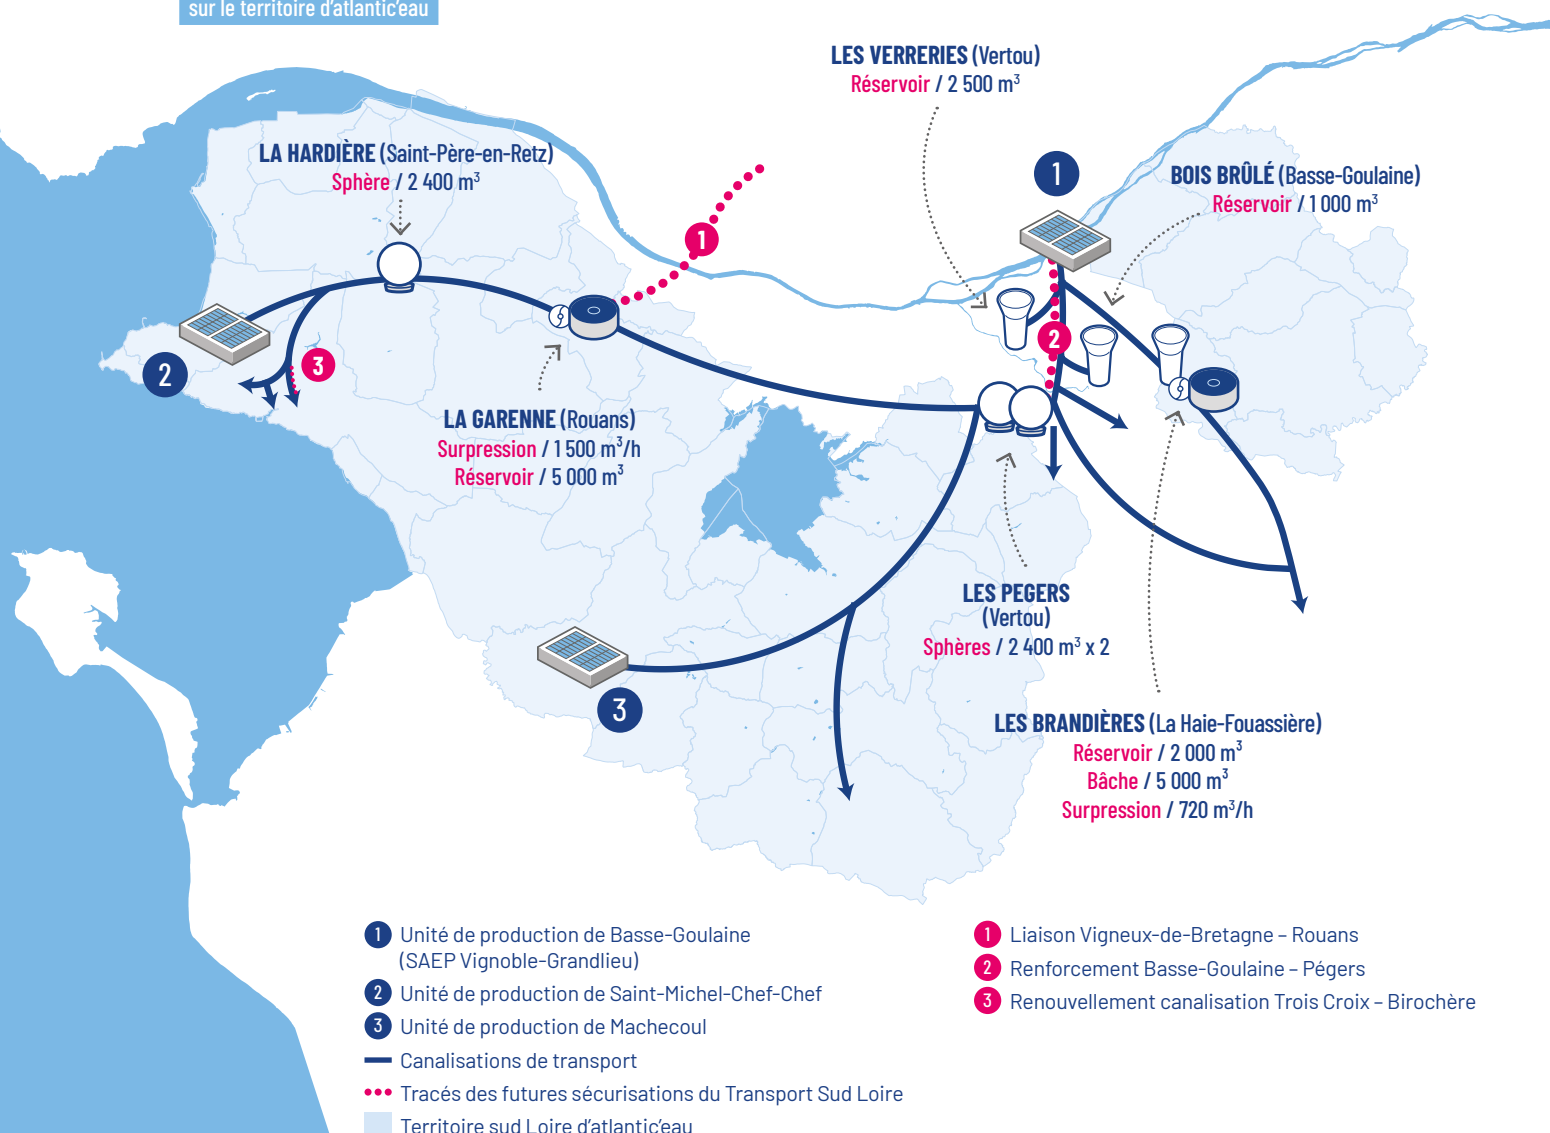 sur le territoire d'atlantic'eau
LES VERRERIES (Vertou)
Réservoir / 2 500 m³
LA HARDIÈRE (Saint-Père-en-Retz)
Sphère / 2 400 m³
1
BOIS BRÛLÉ (Basse-Goulaine)
Réservoir / 1 000 m³
1
2
3
2
LA GARENNE (Rouans)
Surpression / 1 500 m³/h
Réservoir / 5 000 m³
LES PEGERS
(Vertou)
Sphères / 2 400 m³ x 2
3
LES BRANDIÈRES (La Haie-Fouassière)
Réservoir / 2 000 m³
Bâche / 5 000 m³
Surpression / 720 m³/h
1 Unité de production de Basse-Goulaine
(SAEP Vignoble-Grandlieu)
2 Unité de production de Saint-Michel-Chef-Chef
3 Unité de production de Machecoul
Canalisations de transport
Tracés des futures sécurisations du Transport Sud Loire
Territoire sud Loire d'atlantic'eau
1 Liaison Vigneux-de-Bretagne – Rouans
2 Renforcement Basse-Goulaine – Pégers
3 Renouvellement canalisation Trois Croix – Birochère